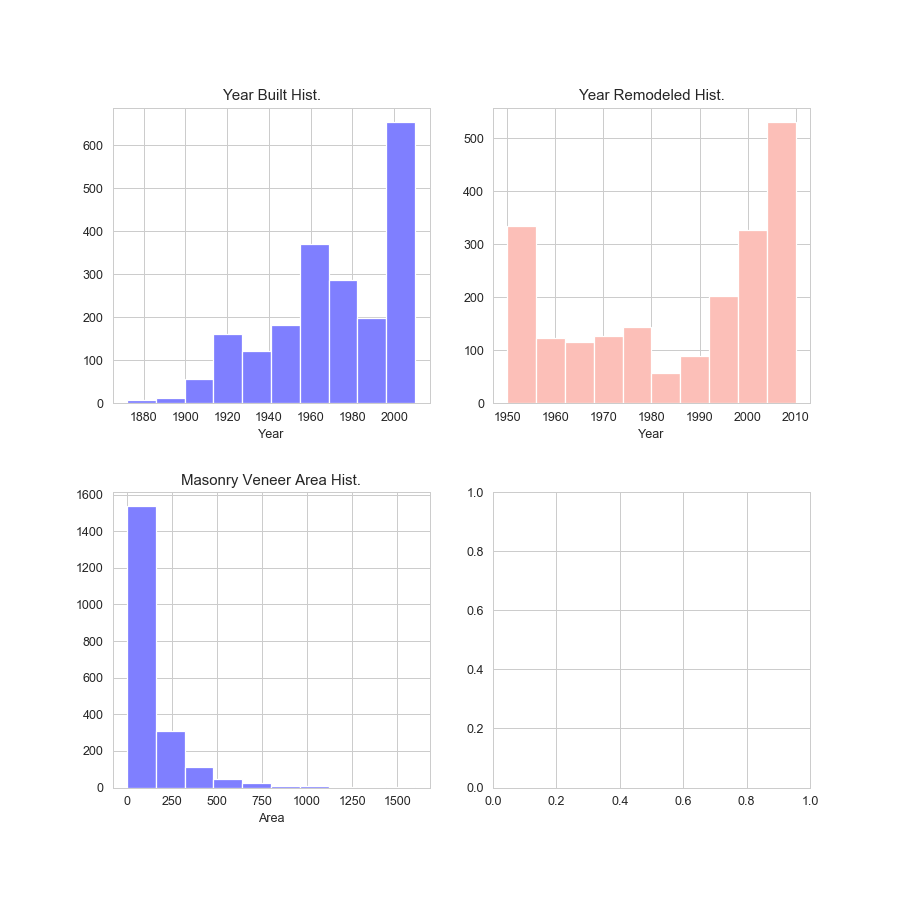 Year Built Hist.
600
500
400
300
200
100
0
1880 1900 1920 1940 1960 1980 2000
Year
Year Remodeled Hist.
500
400
300
200
100
0
1950 1960 1970 1980 1990 2000 2010
Year
Masonry Veneer Area Hist.
1600
1400
1200
1000
800
600
400
200
0
0 250 500 750 1000 1250 1500
Area
1.0
0.8
0.6
0.4
0.2
0.0
0.0 0.2 0.4 0.6 0.8 1.0